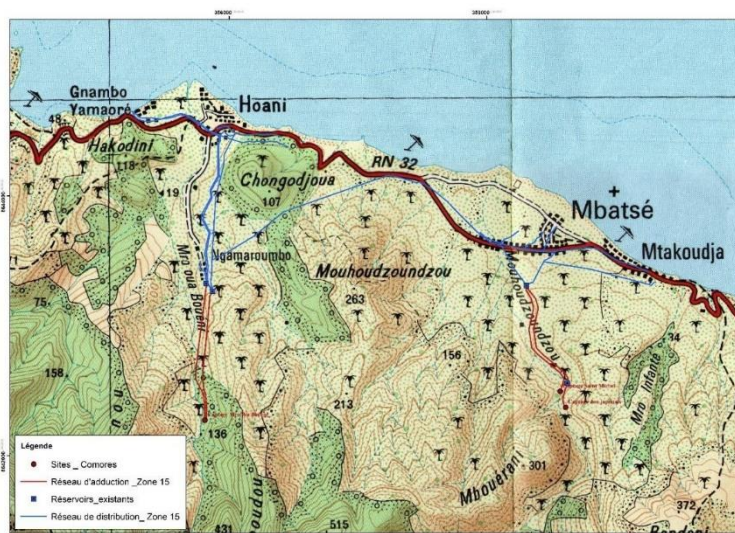 Gnambo
Yamaoré
Hoani
48
Hakodini
118
19
Chongodjoua
107
RN 32
Mbatsé
Mtakoudja
Ngamaroumbo
Mro oua Boueni
Mouhoudzoundzou
263
Mouhoudzoundzou
75
158
156
34
Mro Infanté
213
136
301
Mbouérani
372
431
515
Légende
Sites _ Comores
Réseau d'adduction _Zone 15
Réservoirs_existants
Réseau de distribution_ Zone 15